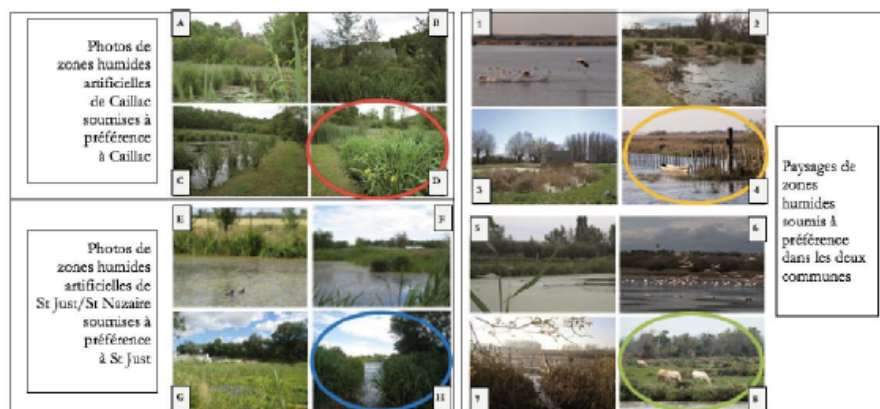 Photos de
zones humides
artificielles
de Caillac
soumises à
préférence
à Caillac
A
B
C
D
Photos de
zones humides
artificielles de
St Just/St Nazaire
soumises à
préférence
à St Just
E
F
G
H
1
2
3
4
5
6
7
8
Paysages de
zones
humides
soumis à
préférence
dans les deux
communes